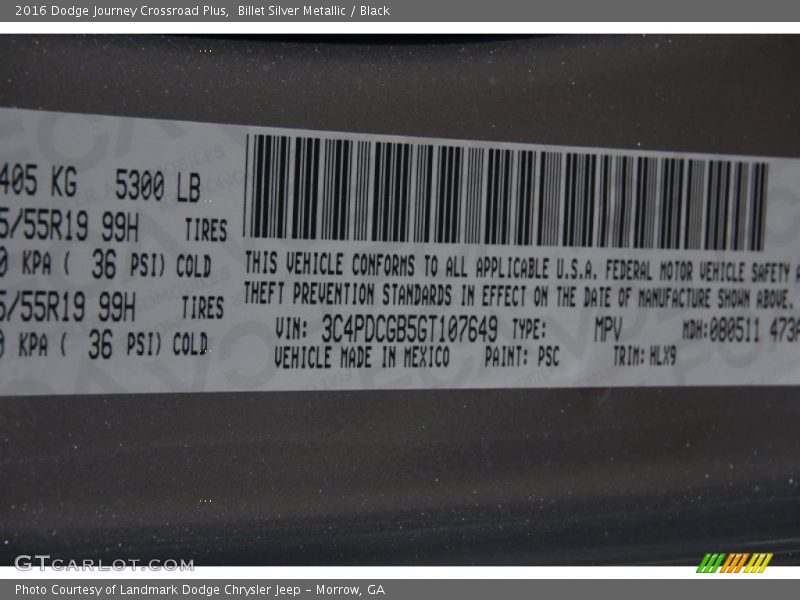 2016 Dodge Journey Crossroad Plus,  Billet Silver Metallic / Black
405 KG 5300 LB
5/55R19 99H TIRES
0 KPA ( 36 PSI) COLD
5/55R19 99H TIRES
0 KPA ( 36 PSI) COLD
THIS VEHICLE CONFORMS TO ALL APPLICABLE U.S.A. FEDERAL MOTOR VEHICLE SAFETY A
THEFT PREVENTION STANDARDS IN EFFECT ON THE DATE OF MANUFACTURE SHOWN ABOVE.
VIN: 3C4PDCGB5GT107649 TYPE: MPV MDH:080511 473A
VEHICLE MADE IN MEXICO PAINT: PSC TRIM: HLX9
GTCARLOT.COM
Photo Courtesy of Landmark Dodge Chrysler Jeep – Morrow, GA